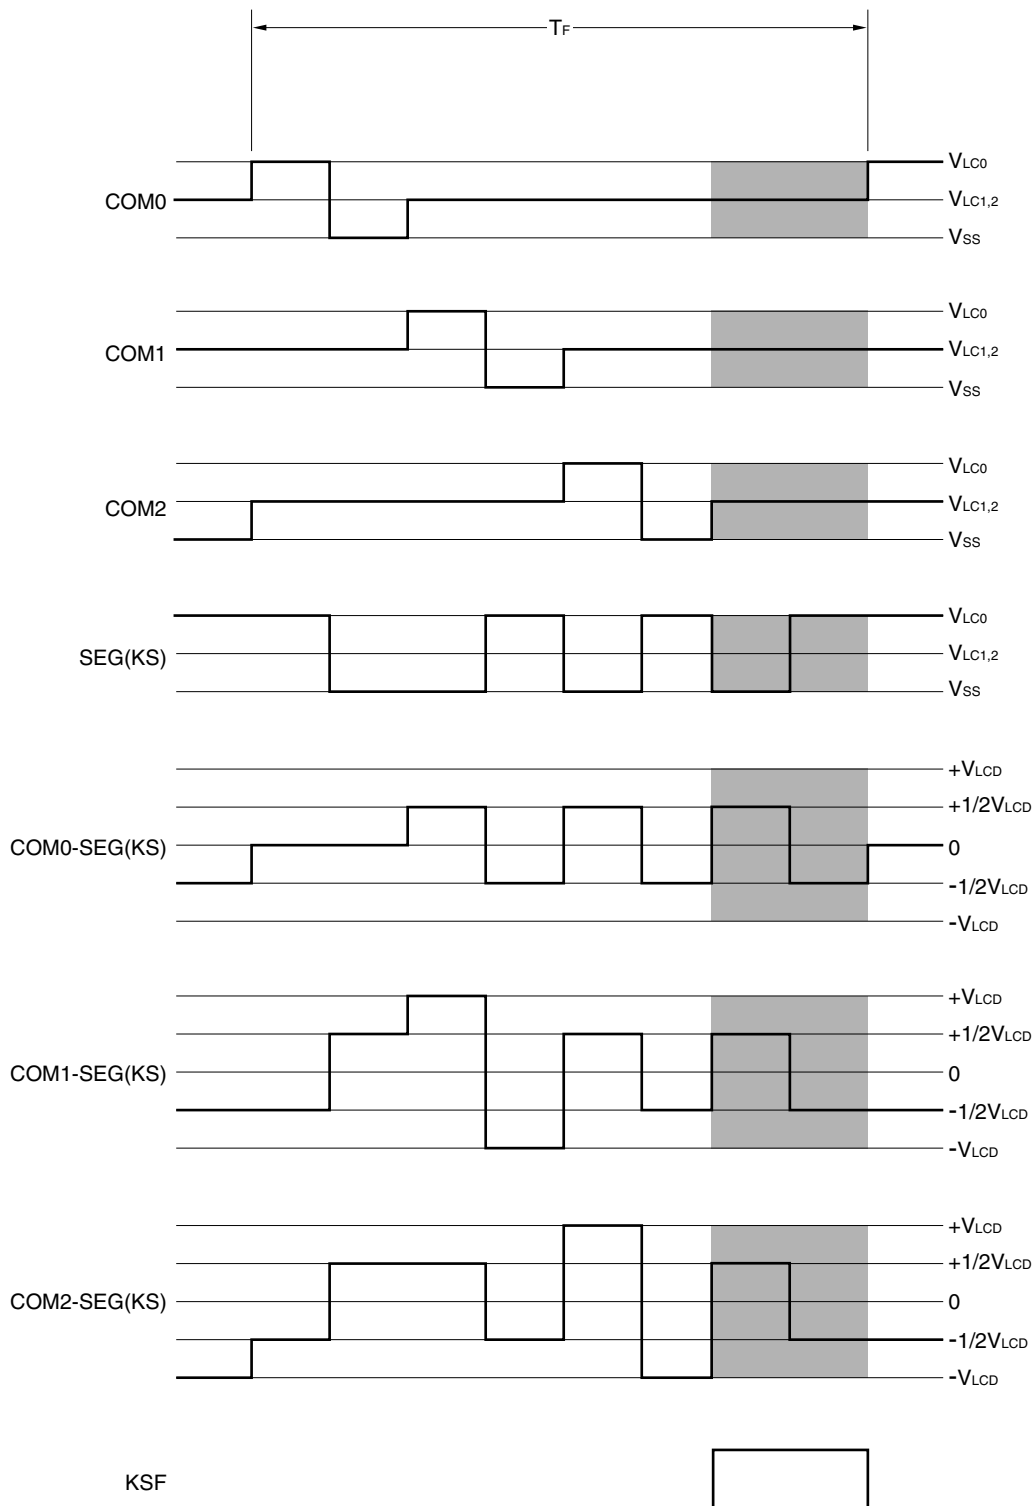 TF
VLC0
COM0
VLC1,2
VSS
VLC0
COM1
VLC1,2
VSS
VLC0
COM2
VLC1,2
VSS
VLC0
SEG(KS)
VLC1,2
VSS
+VLCD
+1/2VLCD
COM0-SEG(KS)
0
-1/2VLCD
-VLCD
+VLCD
+1/2VLCD
COM1-SEG(KS)
0
-1/2VLCD
-VLCD
+VLCD
+1/2VLCD
COM2-SEG(KS)
0
-1/2VLCD
-VLCD
KSF